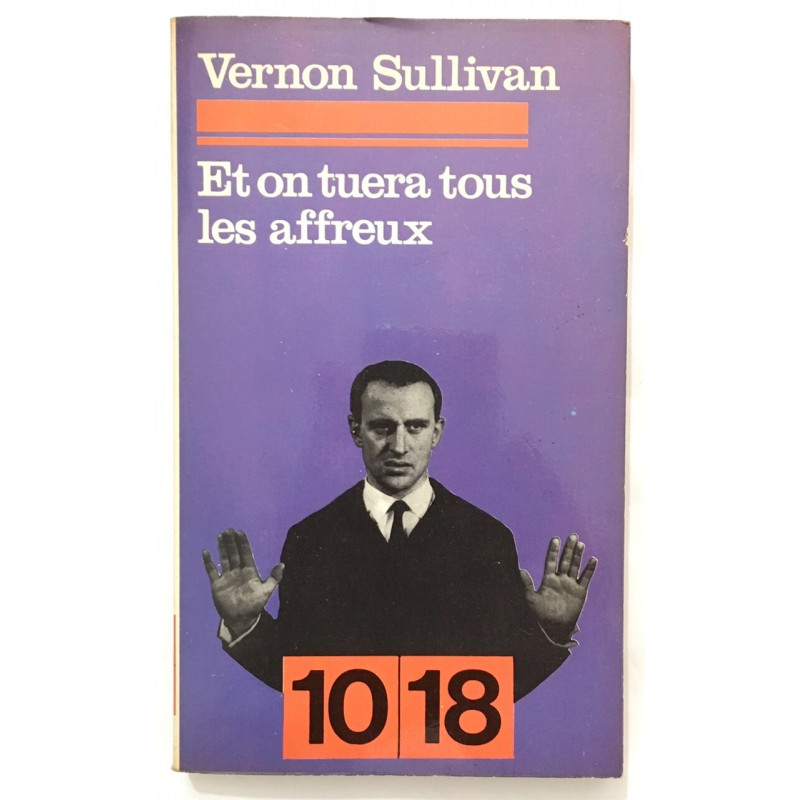 Vernon Sullivan
Et on tuera tous
les affreux
10 18